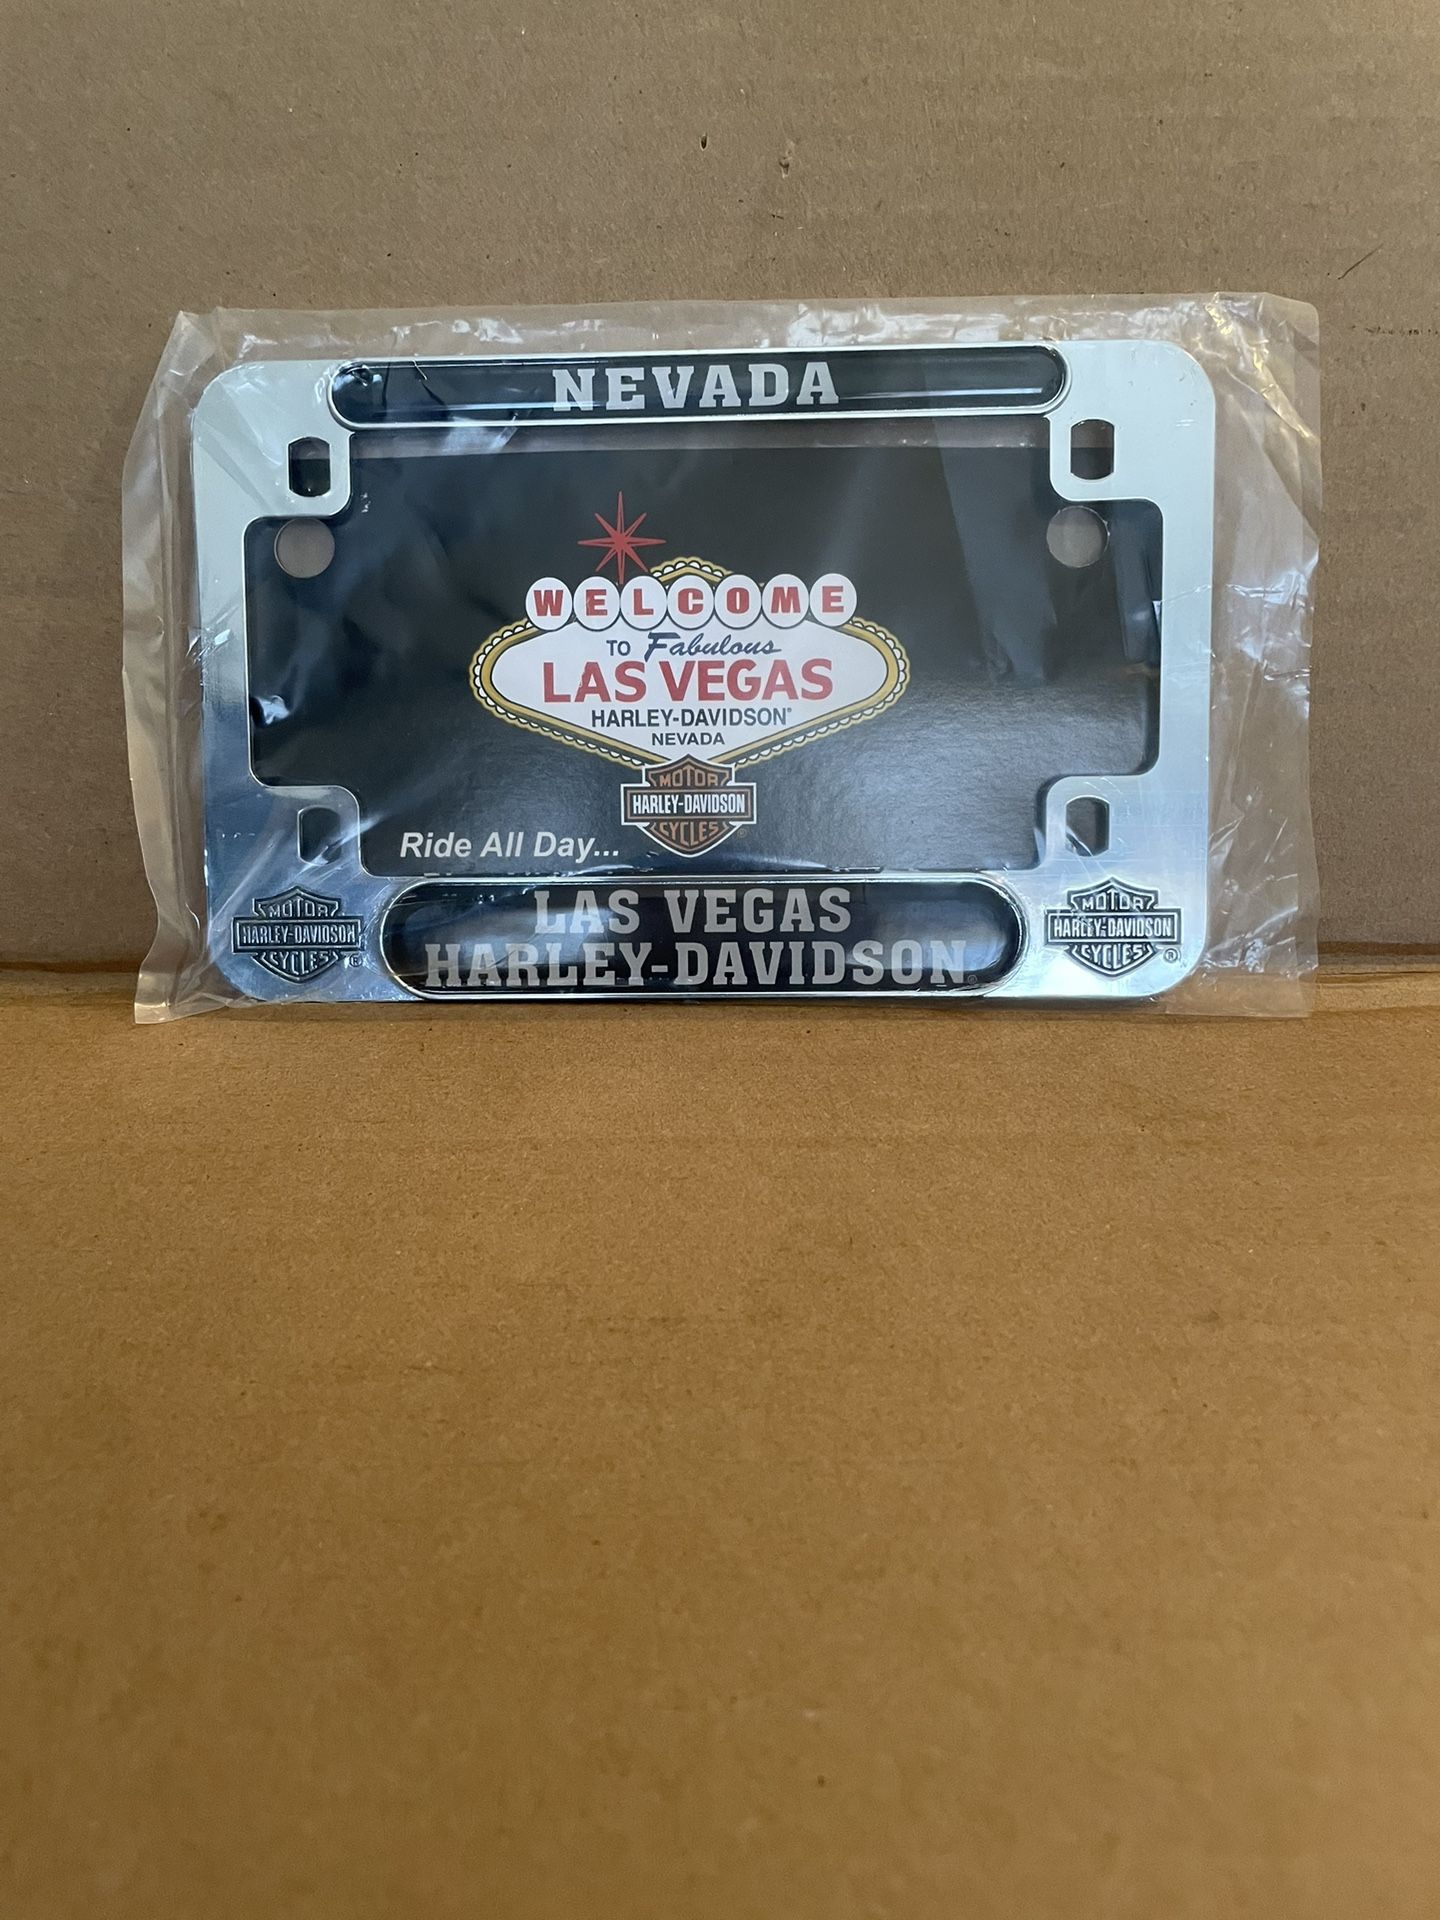 NEVADA
WELCOME
TO Fabulous
LAS VEGAS
HARLEY-DAVIDSON®
NEVADA
MOTOR
HARLEY-DAVIDSON
CYCLES®
Ride All Day...
LAS VEGAS
HARLEY-DAVIDSON®
MOTOR
HARLEY-DAVIDSON
CYCLES®
MOTOR
HARLEY-DAVIDSON
CYCLES®